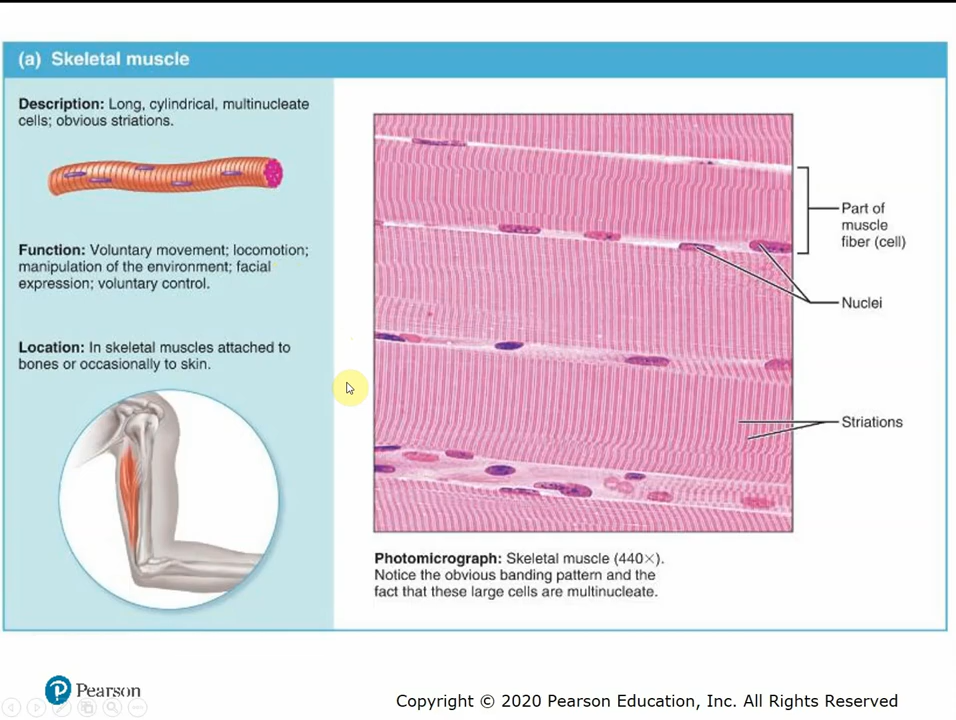 (a) Skeletal muscle
Description: Long, cylindrical, multinucleate
cells; obvious striations.
Function: Voluntary movement; locomotion;
manipulation of the environment; facial
expression; voluntary control.
Location: In skeletal muscles attached to
bones or occasionally to skin.
Part of
muscle
fiber (cell)
Nuclei
Striations
Photomicrograph: Skeletal muscle (440×).
Notice the obvious banding pattern and the
fact that these large cells are multinucleate.
P Pearson
Copyright © 2020 Pearson Education, Inc. All Rights Reserved